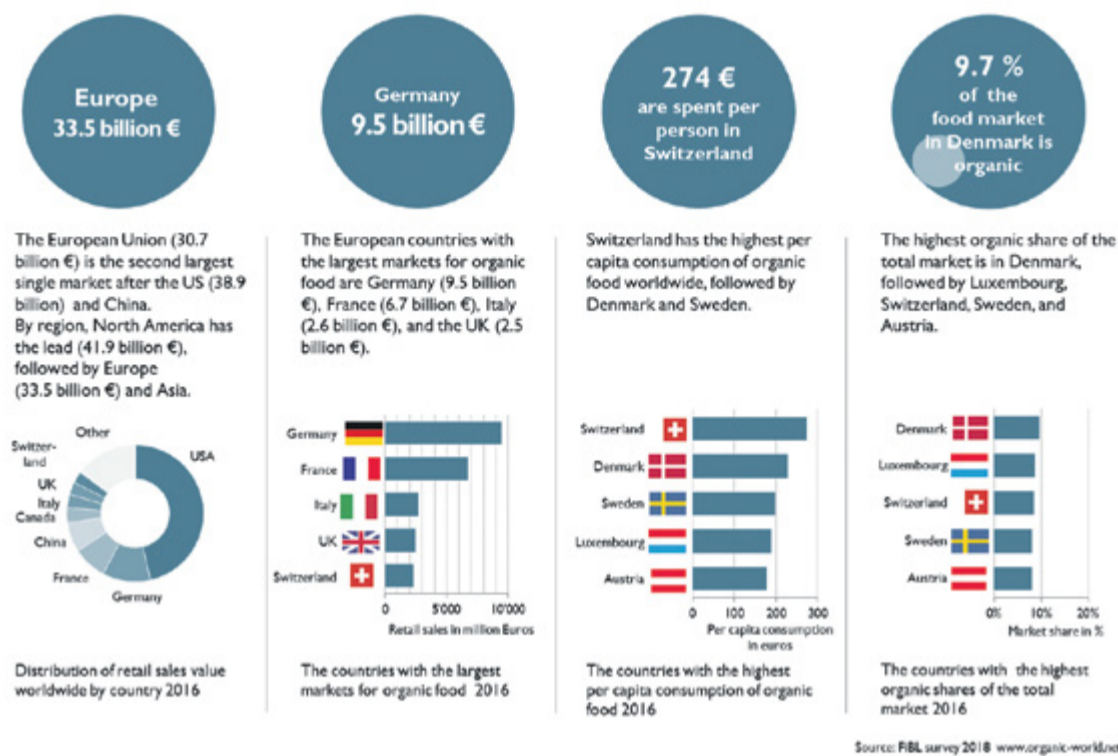 Europe
33.5 billion €
Germany
9.5 billion €
274 €
are spent per
person in
Switzerland
9.7 %
of the
food market
in Denmark is
organic
The European Union (30.7
billion €) is the second largest
single market after the US (38.9
billion) and China.
By region, North America has
the lead (41.9 billion €),
followed by Europe
(33.5 billion €) and Asia.
The European countries with
the largest markets for organic
food are Germany (9.5 billion
€), France (6.7 billion €), Italy
(2.6 billion €), and the UK (2.5
billion €).
Switzerland has the highest per
capita consumption of organic
food worldwide, followed by
Denmark and Sweden.
The highest organic share of the
total market is in Denmark,
followed by Luxembourg,
Switzerland, Sweden, and
Austria.
Other
USA
Switzer-
land
UK
Italy
Canada
China
France
Germany
Distribution of retail sales value
worldwide by country 2016
Germany
France
Italy
UK
Switzerland
0 5'000 10'000
Retail sales in million Euros
The countries with the largest
markets for organic food 2016
Switzerland
Denmark
Sweden
Luxembourg
Austria
0 100 200 300
Per capita consumption
in euros
The countries with the highest
per capita consumption of organic
food 2016
Denmark
Luxembourg
Switzerland
Sweden
Austria
0% 10% 20%
Market share in %
The countries with the highest
organic shares of the total
market 2016
Source: FiBL survey 2018 www.organic-world.ne